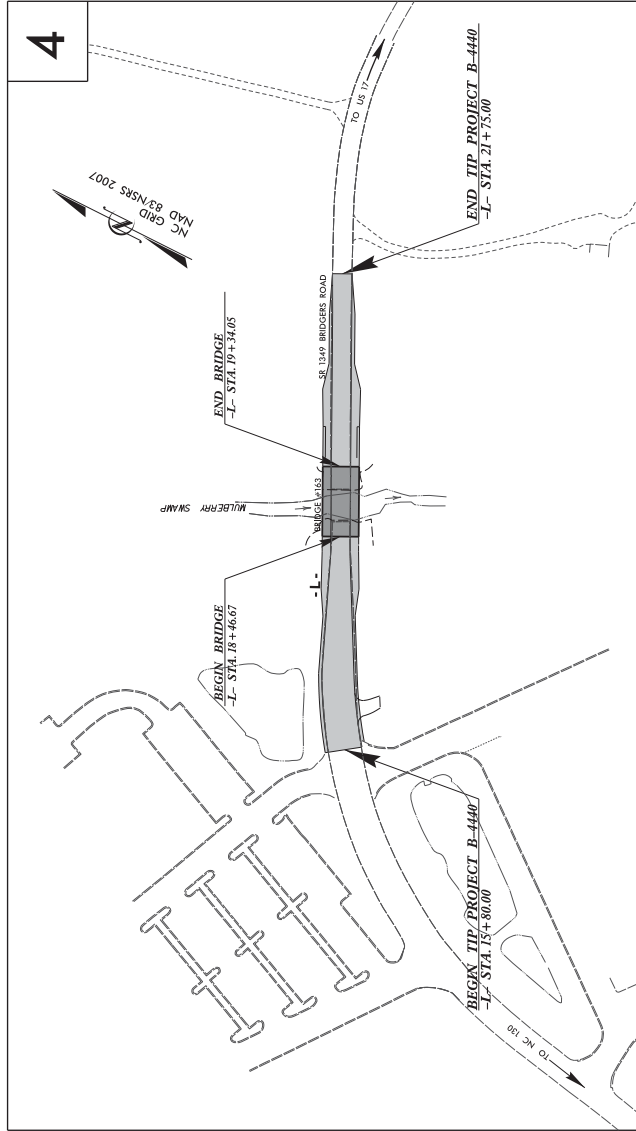 4
NC GRID
NAD 83/NSRS 2007
TO US 17
END TIP PROJECT B-4440
-L- STA. 21+75.00
SR 1349 BRIDGERS ROAD
END BRIDGE
-L- STA. 19+34.05
MULBERRY SWAMP
BRIDGE #163
-L-
BEGIN BRIDGE
-L- STA. 18+46.67
BEGIN TIP PROJECT B-4440
-L- STA. 15+80.00
TO NC 130